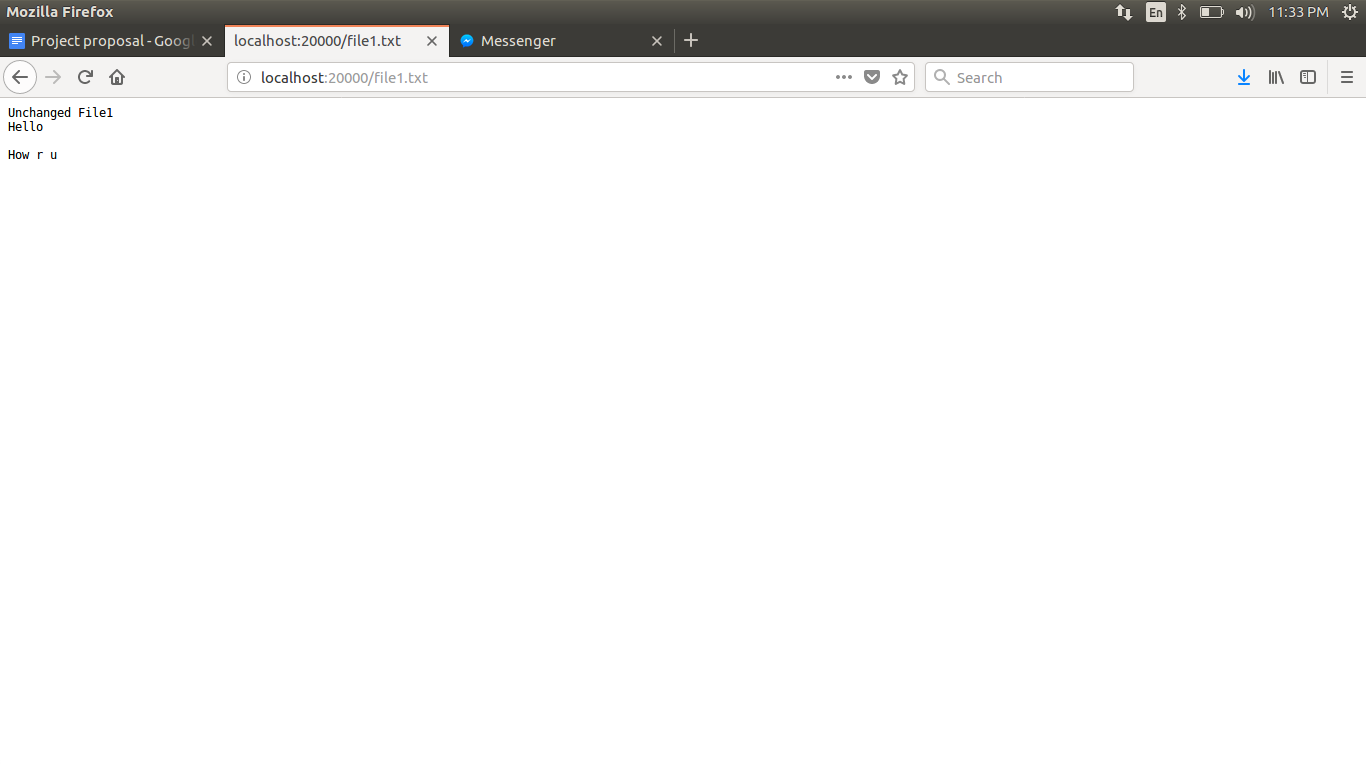 Mozilla Firefox
En
11:33 PM
Project proposal - Googl
localhost:20000/file1.txt
Messenger
localhost:20000/file1.txt
Search
Unchanged File1
Hello
How r u